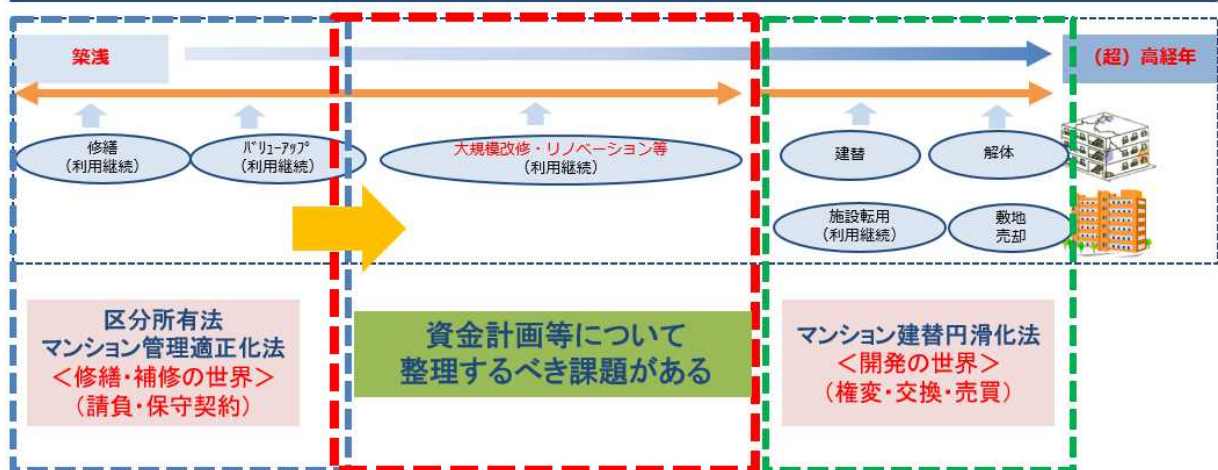 築浅
(超)高経年
修繕
(利用継続)
バリューアップ
(利用継続)
大規模改修・リノベーション等
(利用継続)
建替
解体
施設転用
(利用継続)
敷地
売却
区分所有法
マンション管理適正化法
＜修繕・補修の世界＞
(請負・保守契約)
資金計画等について
整理するべき課題がある
マンション建替円滑化法
＜開発の世界＞
(権変・交換・売買)